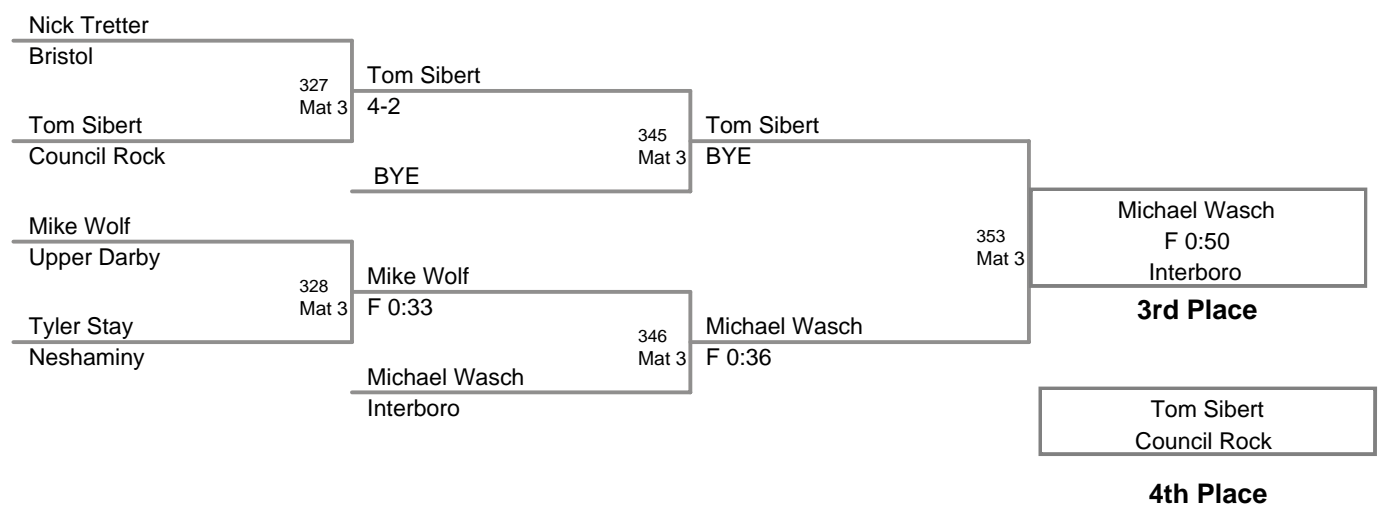 Nick Tretter
Bristol
327
Mat 3
Tom Sibert
Council Rock
Tom Sibert
4-2
345
Mat 3
BYE
Tom Sibert
BYE
Mike Wolf
Upper Darby
328
Mat 3
Tyler Stay
Neshaminy
Mike Wolf
F 0:33
346
Mat 3
Michael Wasch
Interboro
Michael Wasch
F 0:36
353
Mat 3
Michael Wasch
F 0:50
Interboro
3rd Place
Tom Sibert
Council Rock
4th Place